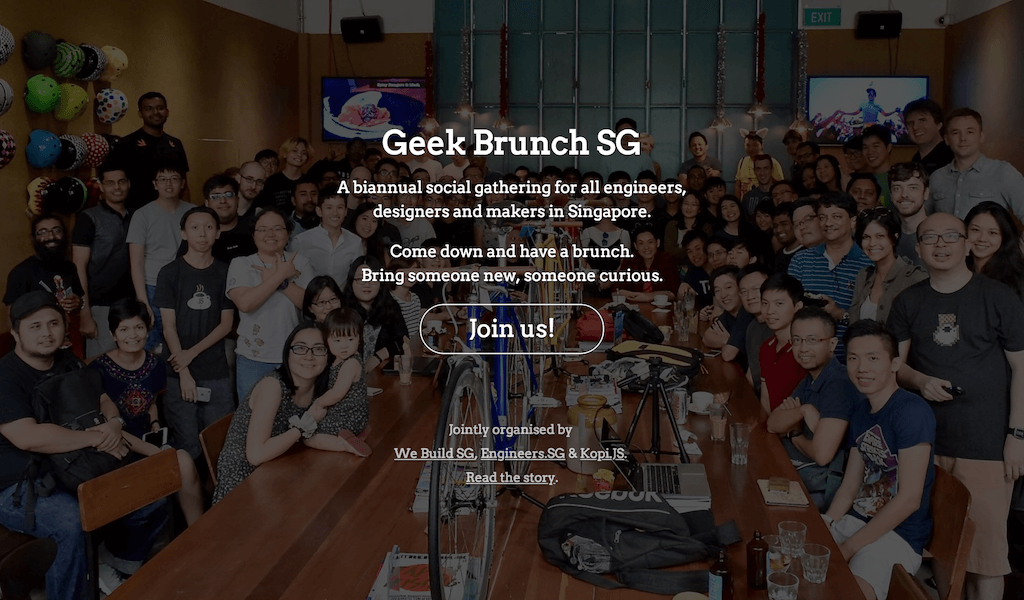 EXIT
Geek Brunch SG
A biannual social gathering for all engineers,
designers and makers in Singapore.
Come down and have a brunch.
Bring someone new, someone curious.
Join us!
Jointly organised by
We Build SG, Engineers.SG & Kopi.JS.
Read the story.